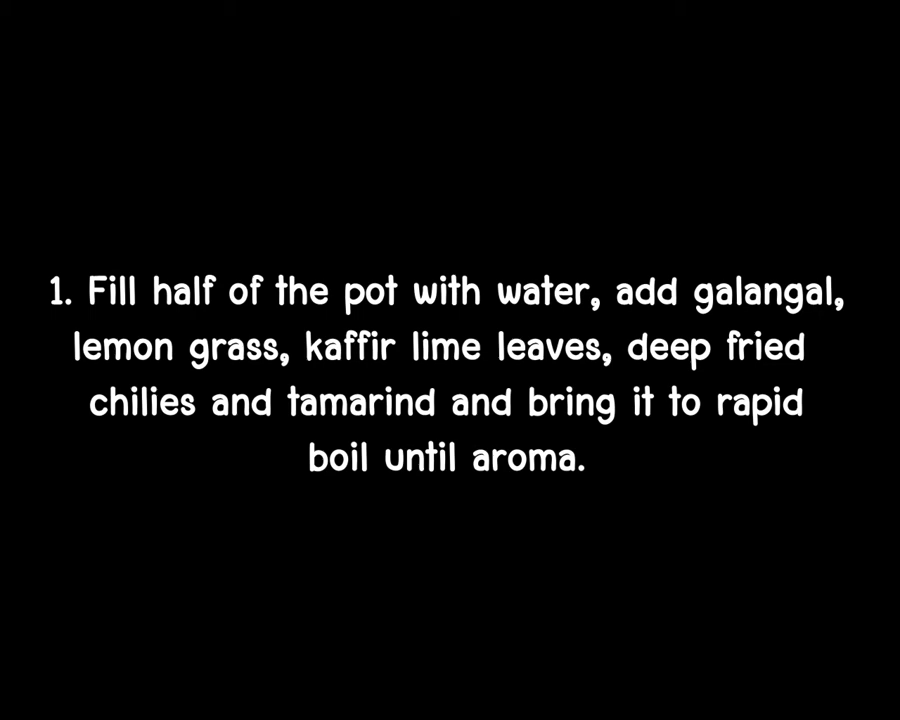 1. Fill half of the pot with water, add galangal,
lemon grass, kaffir lime leaves, deep fried
chilies and tamarind and bring it to rapid
boil until aroma.